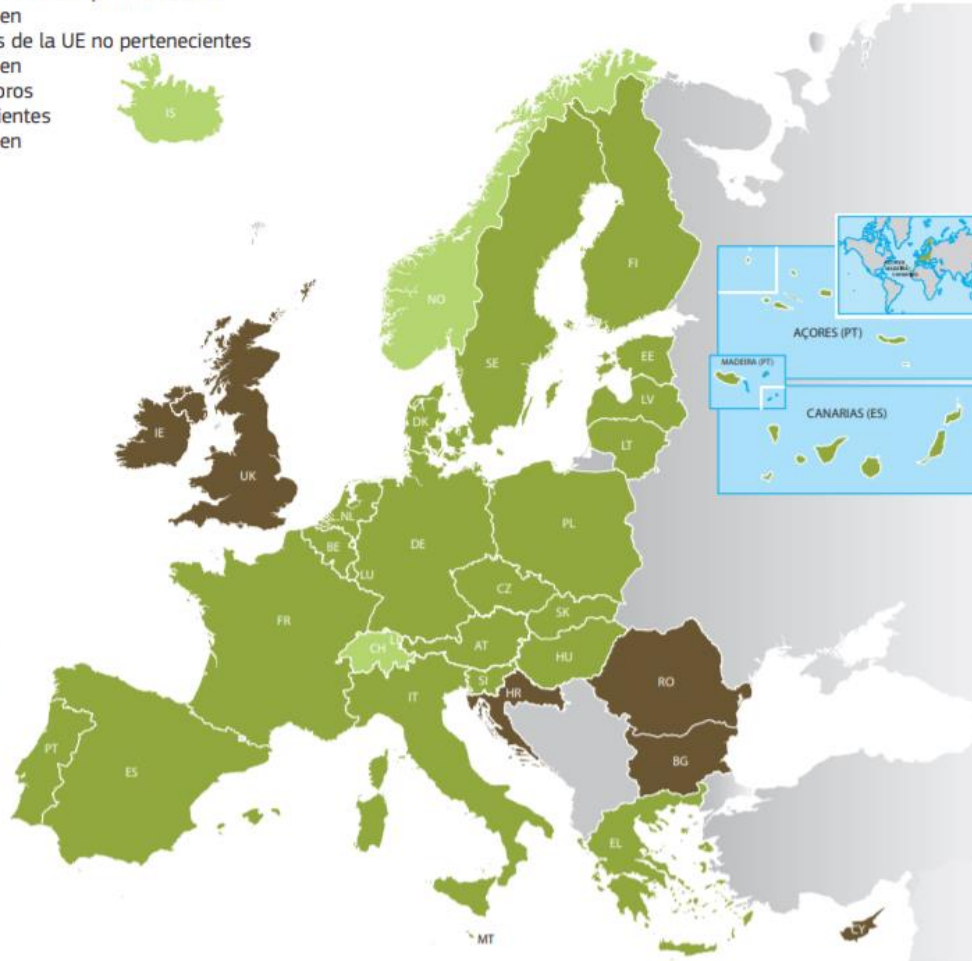 en
s de la UE no pertenecientes
en
bros
ientes
en
IS
NO
FI
SE
EE
LV
LT
DK
IE
UK
NL
BE
LU
DE
PL
CZ
SK
FR
CH
AT
HU
SI
HR
RO
IT
BG
PT
ES
EL
MT
CY
AÇORES (PT)
MADEIRA (PT)
CANARIAS (ES)